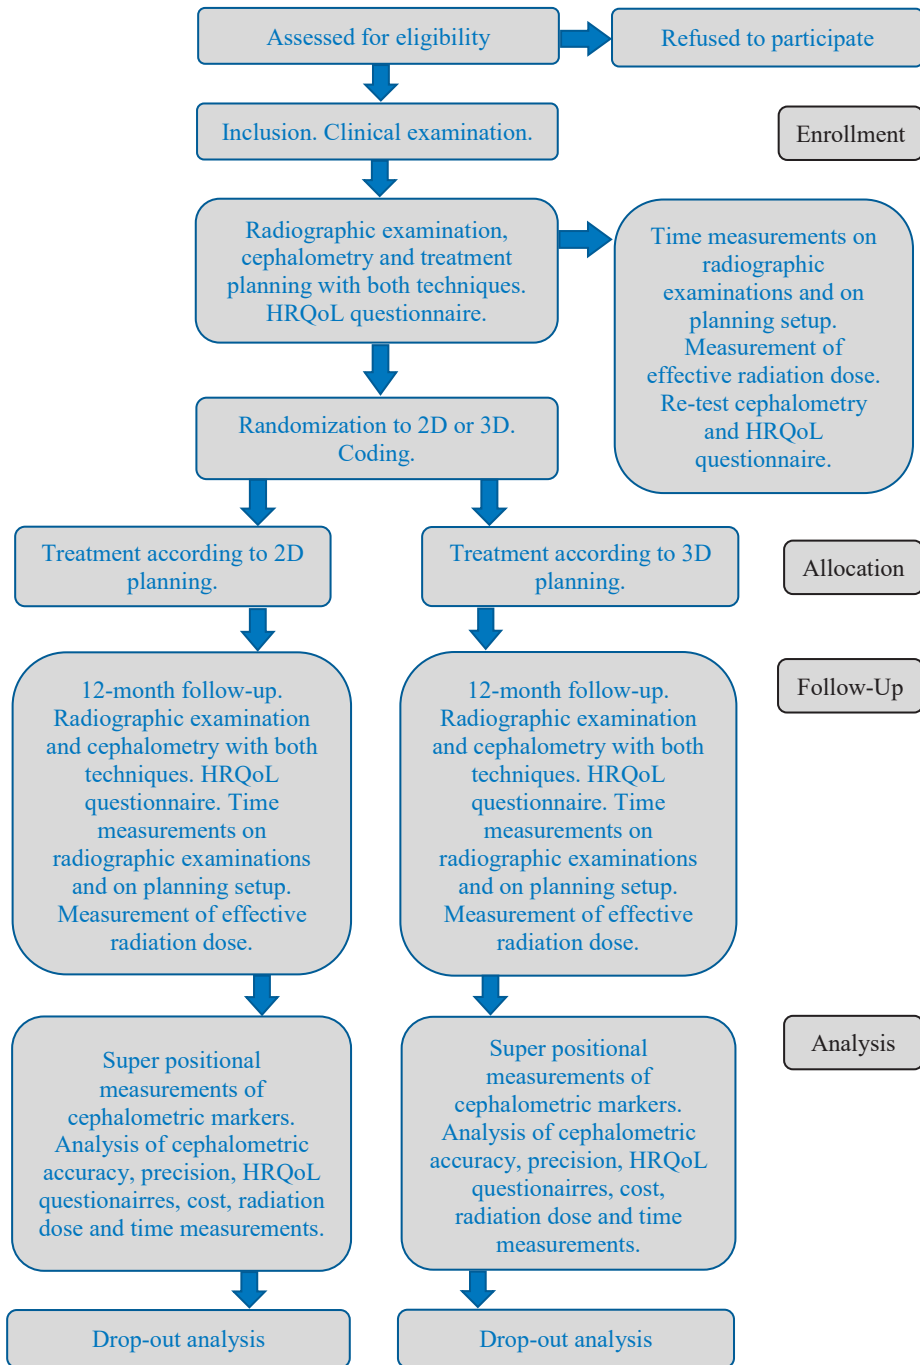 Assessed for eligibility
Refused to participate
Inclusion. Clinical examination.
Enrollment
Radiographic examination,
cephalometry and treatment
planning with both techniques.
HRQoL questionnaire.
Time measurements on
radiographic
examinations and on
planning setup.
Measurement of
effective radiation dose.
Re-test cephalometry
and HRQoL
questionnaire.
Randomization to 2D or 3D.
Coding.
Treatment according to 2D
planning.
Treatment according to 3D
planning.
Allocation
12-month follow-up.
Radiographic examination
and cephalometry with both
techniques. HRQoL
questionnaire. Time
measurements on
radiographic examinations
and on planning setup.
Measurement of effective
radiation dose.
12-month follow-up.
Radiographic examination
and cephalometry with both
techniques. HRQoL
questionnaire. Time
measurements on
radiographic examinations
and on planning setup.
Measurement of effective
radiation dose.
Follow-Up
Super positional
measurements of
cephalometric markers.
Analysis of cephalometric
accuracy, precision, HRQoL
questionairres, cost, radiation
dose and time measurements.
Super positional
measurements of
cephalometric markers.
Analysis of cephalometric
accuracy, precision, HRQoL
questionairres, cost,
radiation dose and time
measurements.
Analysis
Drop-out analysis
Drop-out analysis